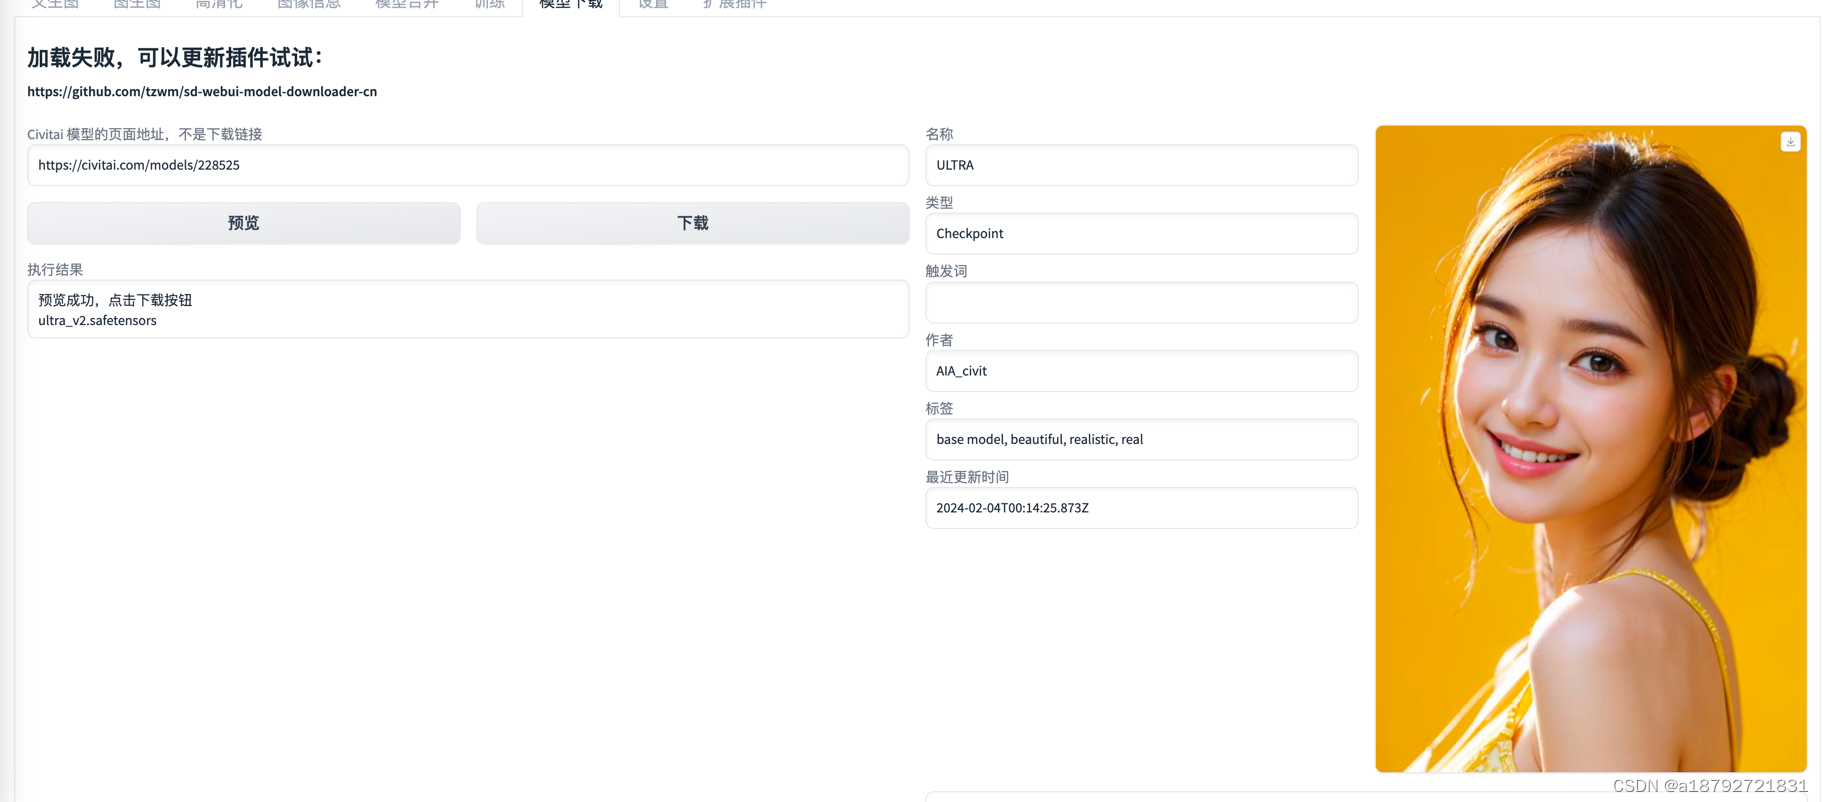 文生图 图生图 高清化 图像信息 模型合并 训练 模型下载 设置 扩展插件
加载失败，可以更新插件试试：
https://github.com/tzwm/sd-webui-model-downloader-cn
Civitai 模型的页面地址，不是下载链接
https://civitai.com/models/228525
预览
下载
执行结果
预览成功，点击下载按钮
ultra_v2.safetensors
名称
ULTRA
类型
Checkpoint
触发词
作者
AIA_civit
标签
base model, beautiful, realistic, real
最近更新时间
2024-02-04T00:14:25.873Z
CSDN @a18792721831